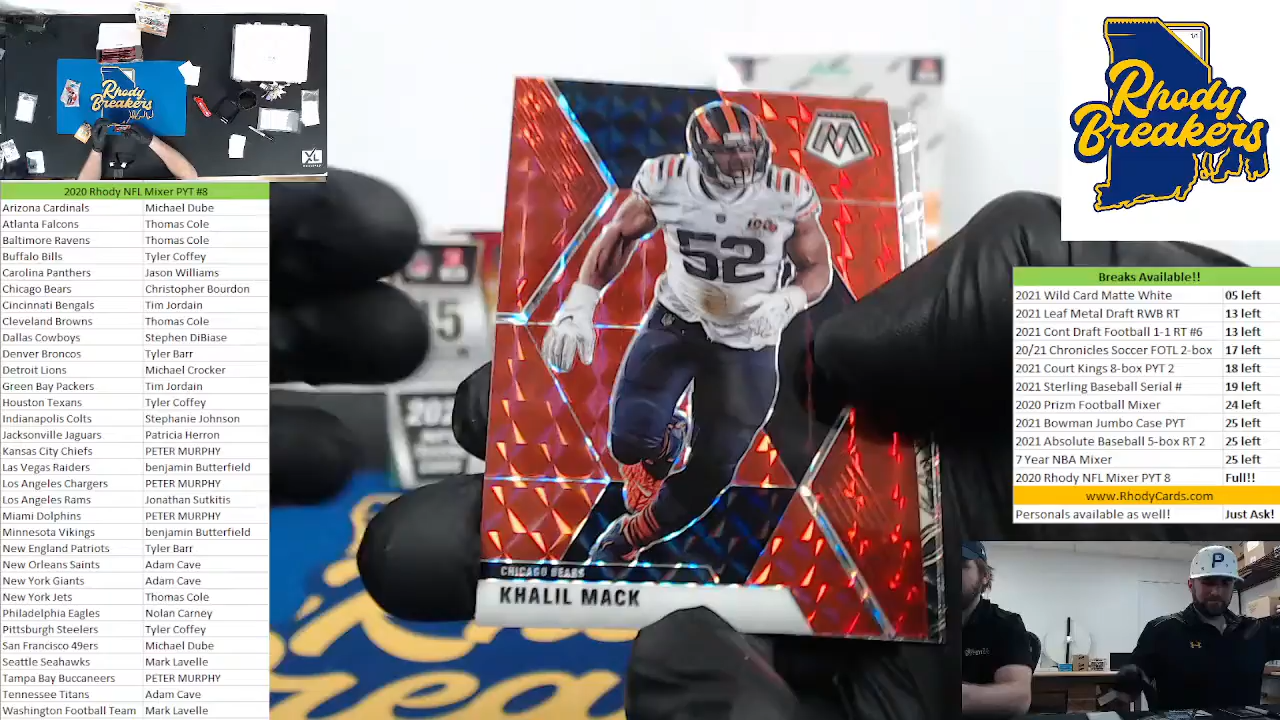 2020 Rhody NFL Mixer PYT #8
Arizona Cardinals Michael Dube
Atlanta Falcons Thomas Cole
Baltimore Ravens Thomas Cole
Buffalo Bills Tyler Coffey
Carolina Panthers Jason Williams
Chicago Bears Christopher Bourdon
Cincinnati Bengals Tim Jordain
Cleveland Browns Thomas Cole
Dallas Cowboys Stephen DiBiase
Denver Broncos Tyler Barr
Detroit Lions Michael Crocker
Green Bay Packers Tim Jordain
Houston Texans Tyler Coffey
Indianapolis Colts Stephanie Johnson
Jacksonville Jaguars Patricia Herron
Kansas City Chiefs PETER MURPHY
Las Vegas Raiders benjamin Butterfield
Los Angeles Chargers PETER MURPHY
Los Angeles Rams Jonathan Sutkitis
Miami Dolphins PETER MURPHY
Minnesota Vikings benjamin Butterfield
New England Patriots Tyler Barr
New Orleans Saints Adam Cave
New York Giants Adam Cave
New York Jets Thomas Cole
Philadelphia Eagles Nolan Carney
Pittsburgh Steelers Tyler Coffey
San Francisco 49ers Michael Dube
Seattle Seahawks Mark Lavelle
Tampa Bay Buccaneers PETER MURPHY
Tennessee Titans Adam Cave
Washington Football Team Mark Lavelle
Rhody
Breakers
XL
M
52
CHICAGO BEARS
KHALIL MACK
5
202
Rhody
Breakers
Breaks Available!!
2021 Wild Card Matte White 05 left
2021 Leaf Metal Draft RWB RT 13 left
2021 Cont Draft Football 1-1 RT #6 13 left
20/21 Chronicles Soccer FOTL 2-box 17 left
2021 Court Kings 8-box PYT 2 18 left
2021 Sterling Baseball Serial # 19 left
2020 Prizm Football Mixer 24 left
2021 Bowman Jumbo Case PYT 25 left
2021 Absolute Baseball 5-box RT 2 25 left
7 Year NBA Mixer 25 left
2020 Rhody NFL Mixer PYT 8 Full!!
www.RhodyCards.com
Personals available as well! Just Ask!
P